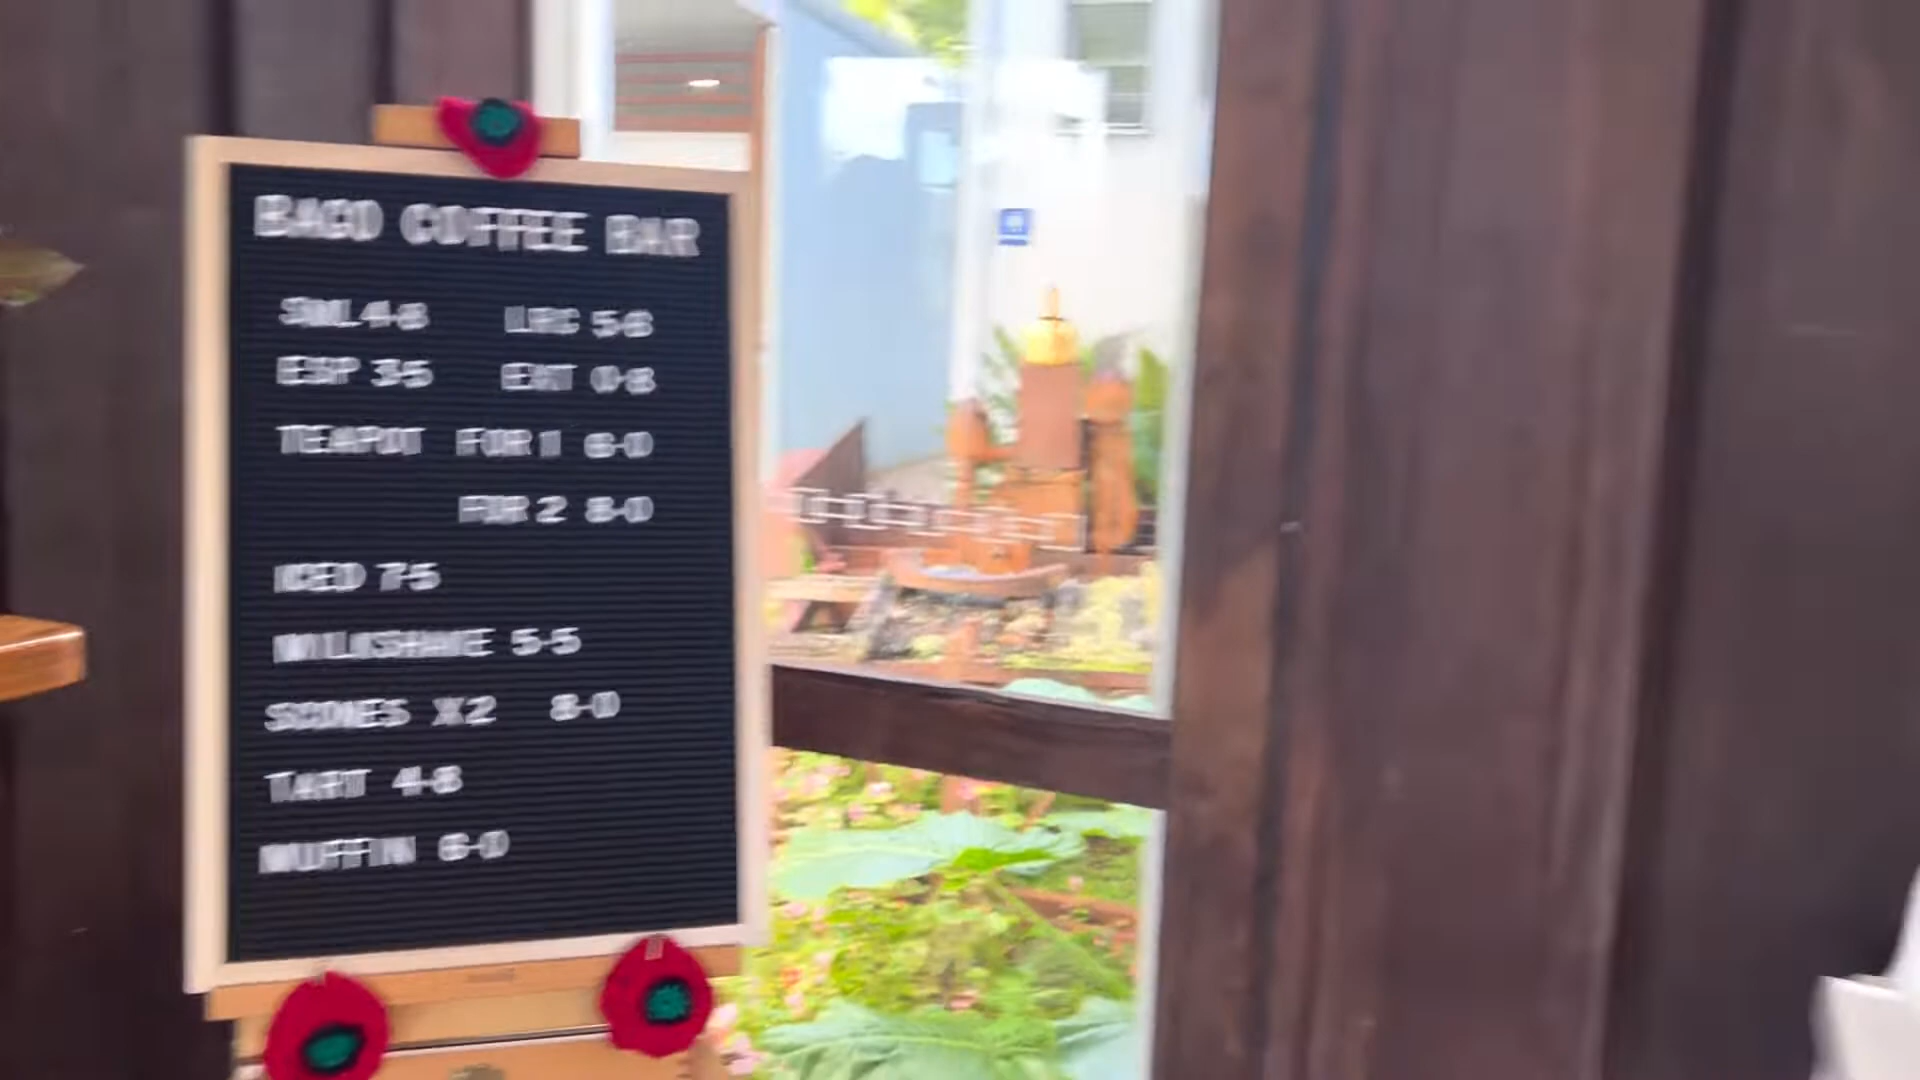 BACO COFFEE BAR
SML 4-8 LRG 5-8
ESP 3-5 EXT 0-8
TEAPOT FOR 1 6-0
FOR 2 8-0
ICED 7-5
MILKSHAKE 5-5
SCONES X2 8-0
TART 4-8
MUFFIN 6-0